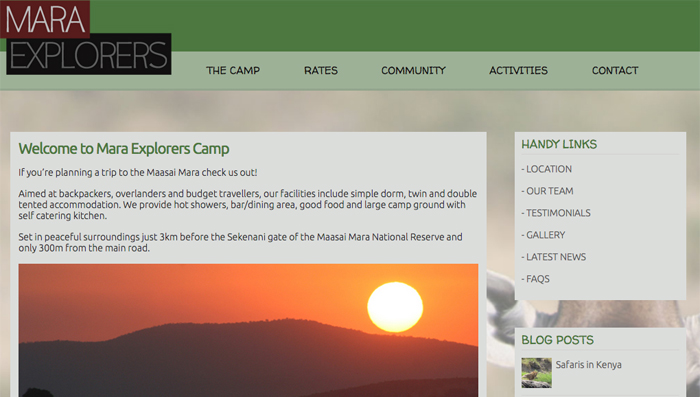 MARA
EXPLORERS
THE CAMP RATES COMMUNITY ACTIVITIES CONTACT
Welcome to Mara Explorers Camp
If you're planning a trip to the Maasai Mara check us out!
Aimed at backpackers, overlanders and budget travellers, our facilities include simple dorm, twin and double
tented accommodation. We provide hot showers, bar/dining area, good food and large camp ground with
self catering kitchen.
Set in peaceful surroundings just 3km before the Sekenani gate of the Maasai Mara National Reserve and
only 300m from the main road.
HANDY LINKS
- LOCATION
- OUR TEAM
- TESTIMONIALS
- GALLERY
- LATEST NEWS
- FAQS
BLOG POSTS
Safaris in Kenya